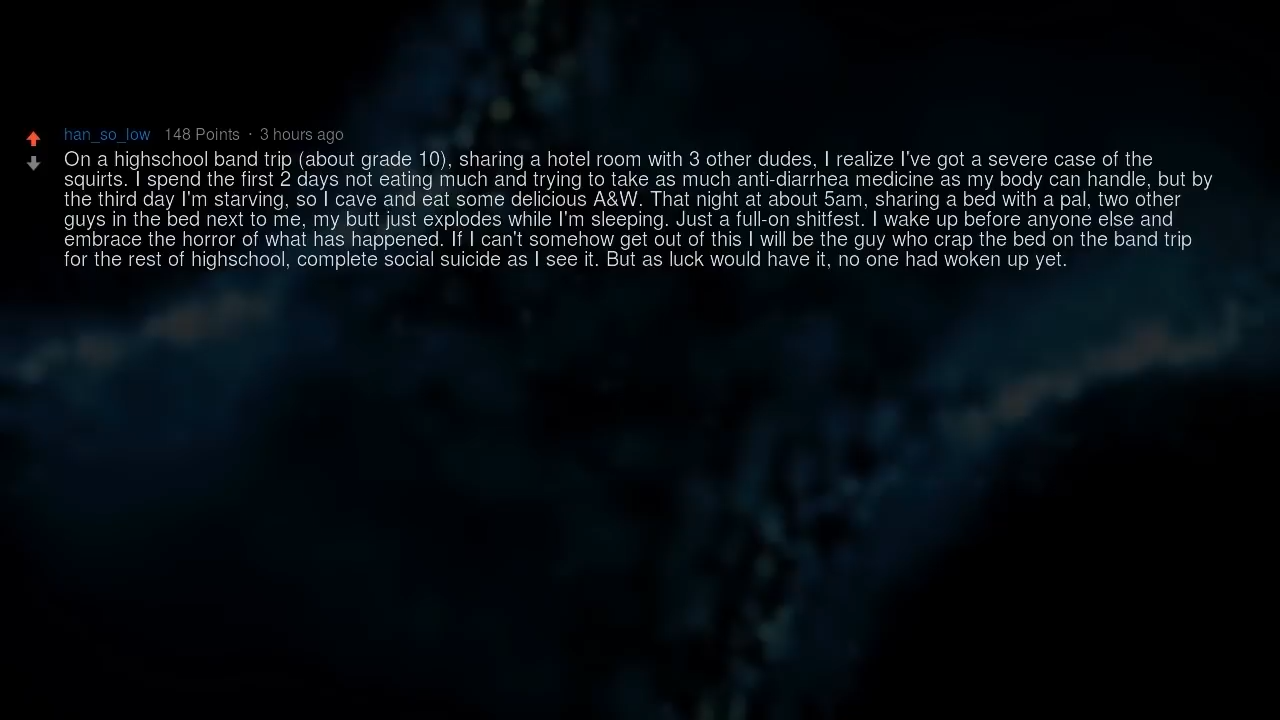 han_so_low 148 Points · 3 hours ago
On a highschool band trip (about grade 10), sharing a hotel room with 3 other dudes, I realize I've got a severe case of the
squirts. I spend the first 2 days not eating much and trying to take as much anti-diarrhea medicine as my body can handle, but by
the third day I'm starving, so I cave and eat some delicious A&W. That night at about 5am, sharing a bed with a pal, two other
guys in the bed next to me, my butt just explodes while I'm sleeping. Just a full-on shitfest. I wake up before anyone else and
embrace the horror of what has happened. If I can't somehow get out of this I will be the guy who crap the bed on the band trip
for the rest of highschool, complete social suicide as I see it. But as luck would have it, no one had woken up yet.